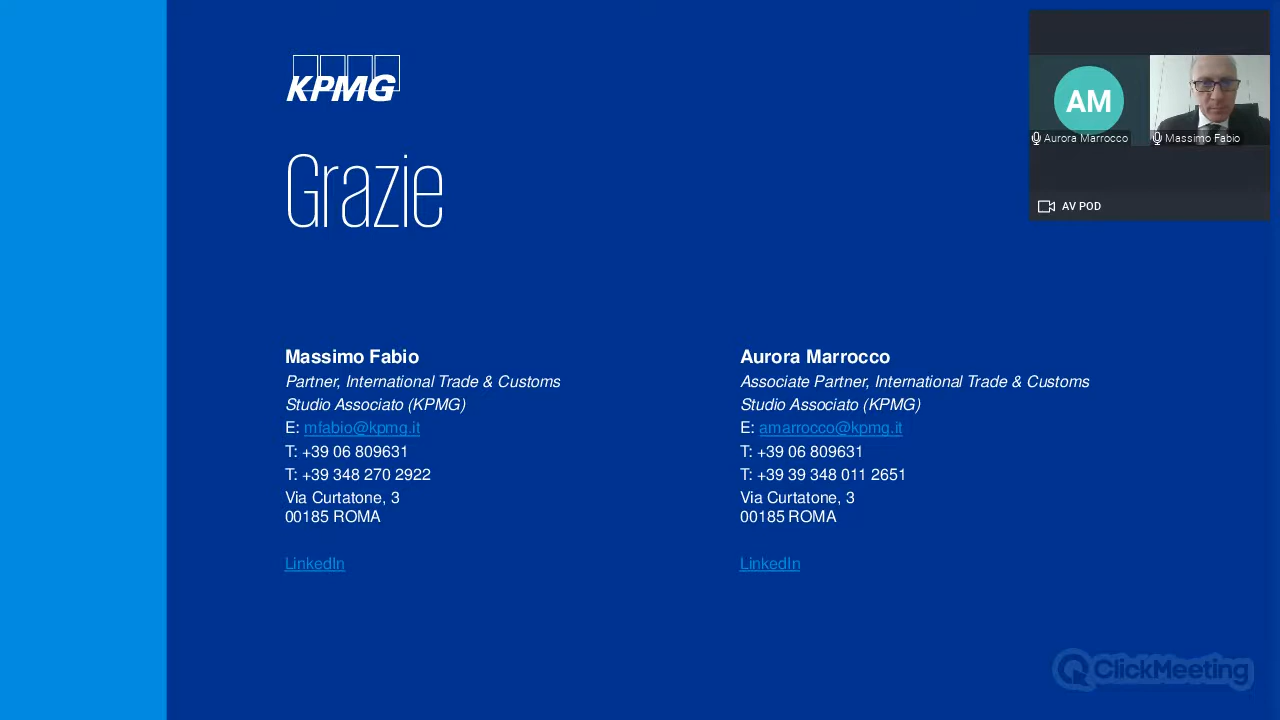 KPMG
Grazie
AM
Aurora Marrocco
Massimo Fabio
AV POD
Massimo Fabio
Partner, International Trade & Customs
Studio Associato (KPMG)
E: mfabio@kpmg.it
T: +39 06 809631
T: +39 348 270 2922
Via Curtatone, 3
00185 ROMA
LinkedIn
Aurora Marrocco
Associate Partner, International Trade & Customs
Studio Associato (KPMG)
E: amarrocco@kpmg.it
T: +39 06 809631
T: +39 39 348 011 2651
Via Curtatone, 3
00185 ROMA
LinkedIn
ClickMeeting